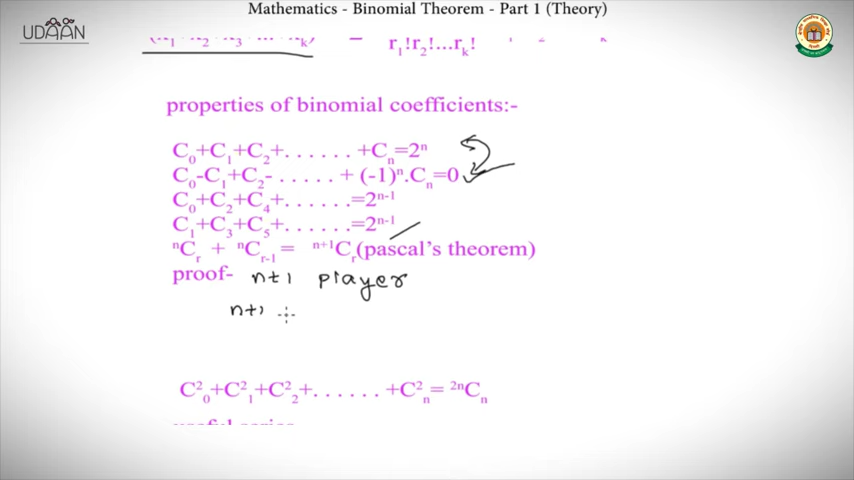 Mathematics - Binomial Theorem - Part 1 (Theory)
UDAAN
r₁!r₂!...rₖ!
properties of binomial coefficients:-
C₀+C₁+C₂+...... +Cₙ=2ⁿ
C₀-C₁+C₂- ..... + (-1)ⁿ.Cₙ=0
C₀+C₂+C₄+......=2ⁿ⁻¹
C₁+C₃+C₅+......=2ⁿ⁻¹
ⁿCᵣ + ⁿCᵣ₋₁= ⁿ⁺¹Cᵣ(pascal's theorem)
proof- n+1 player
n+1
C²₀+C²₁+C²₂+...... +C²ₙ= ²ⁿCₙ